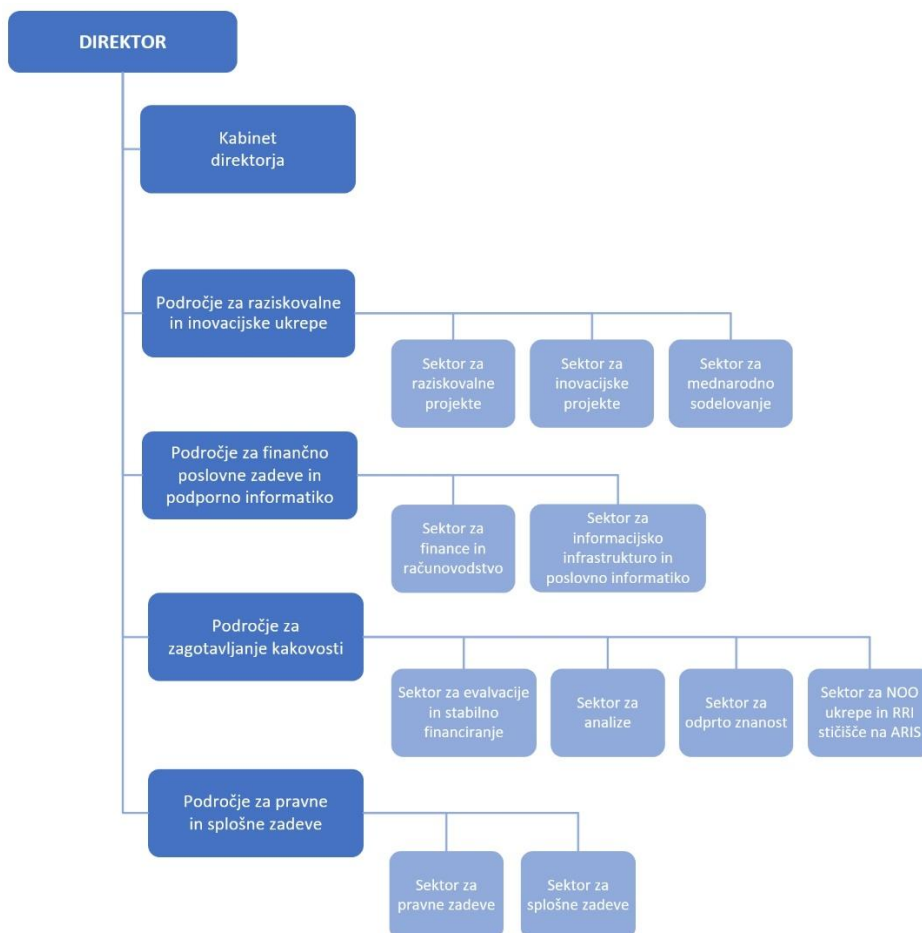 DIREKTOR
Kabinet
direktorja
Področje za raziskovalne
in inovacijske ukrepe
Sektor za
raziskovalne
projekte
Sektor za
inovacijske
projekte
Sektor za
mednarodno
sodelovanje
Področje za finančno
poslovne zadeve in
podporno informatiko
Sektor za
finance in
računovodstvo
Sektor za
informacijsko
infrastrukturo in
poslovno informatiko
Področje za
zagotavljanje kakovosti
Sektor za evalvacije
in stabilno
financiranje
Sektor za
analize
Sektor za
odprto znanost
Sektor za NOO
ukrepe in RRI
stičišče na ARIS
Področje za pravne
in splošne zadeve
Sektor za
pravne zadeve
Sektor za
splošne zadeve